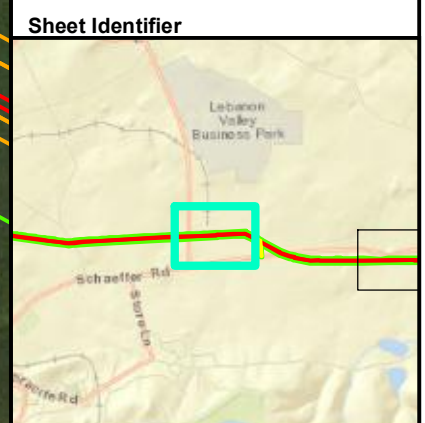 Sheet Identifier
Lebanon
Valley
Business Park
Schaeffer Rd
Store Ln